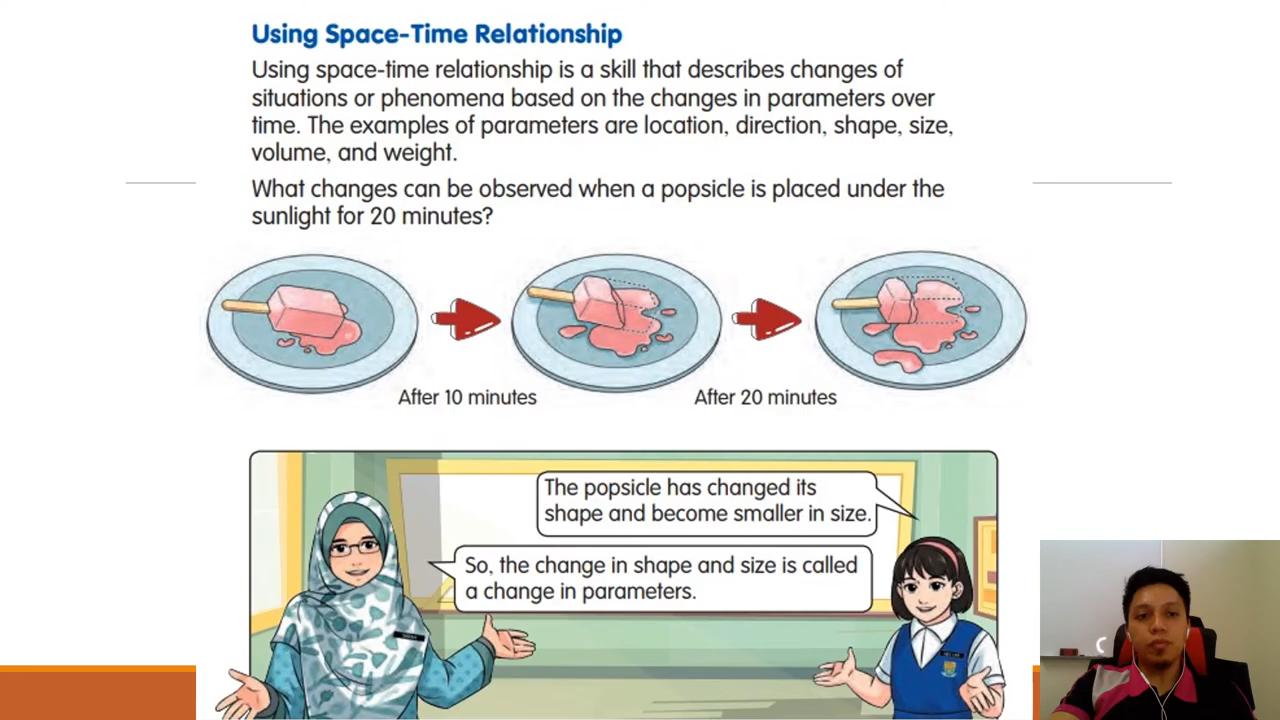 Using Space-Time Relationship
Using space-time relationship is a skill that describes changes of
situations or phenomena based on the changes in parameters over
time. The examples of parameters are location, direction, shape, size,
volume, and weight.
What changes can be observed when a popsicle is placed under the
sunlight for 20 minutes?
After 10 minutes
After 20 minutes
The popsicle has changed its
shape and become smaller in size.
So, the change in shape and size is called
a change in parameters.